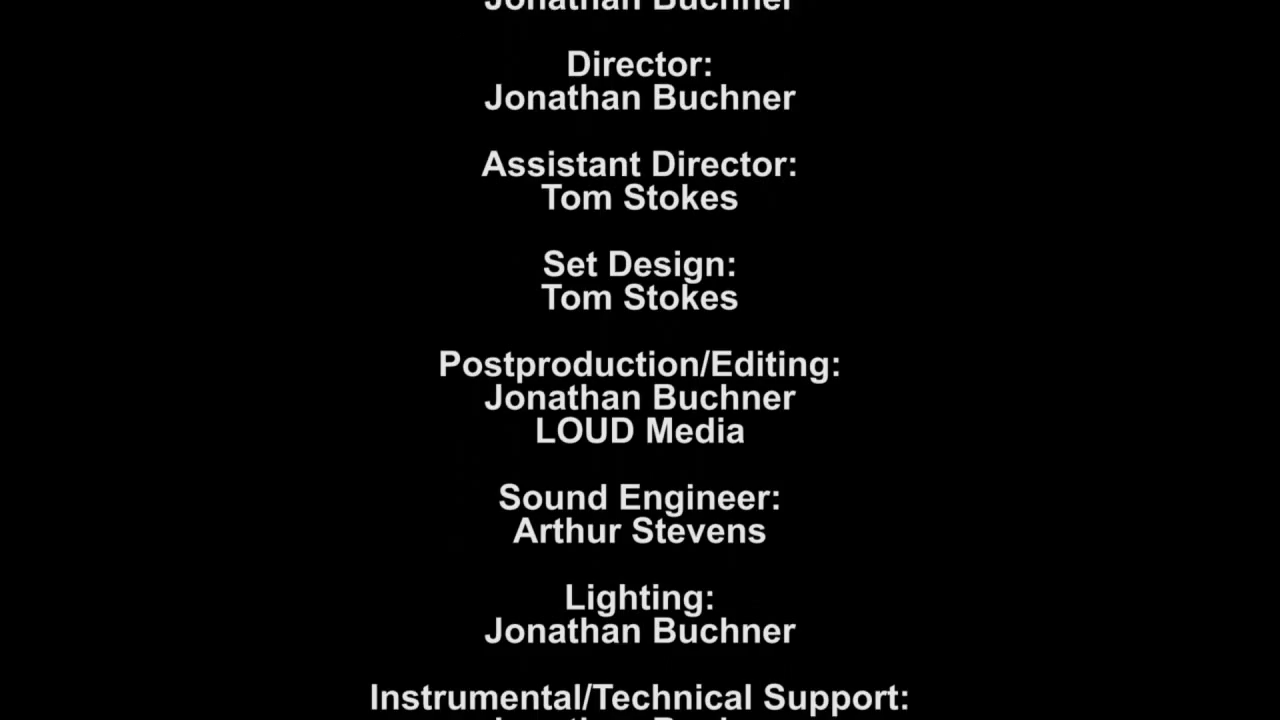 Jonathan Buchner
Director:
Jonathan Buchner
Assistant Director:
Tom Stokes
Set Design:
Tom Stokes
Postproduction/Editing:
Jonathan Buchner
LOUD Media
Sound Engineer:
Arthur Stevens
Lighting:
Jonathan Buchner
Instrumental/Technical Support: